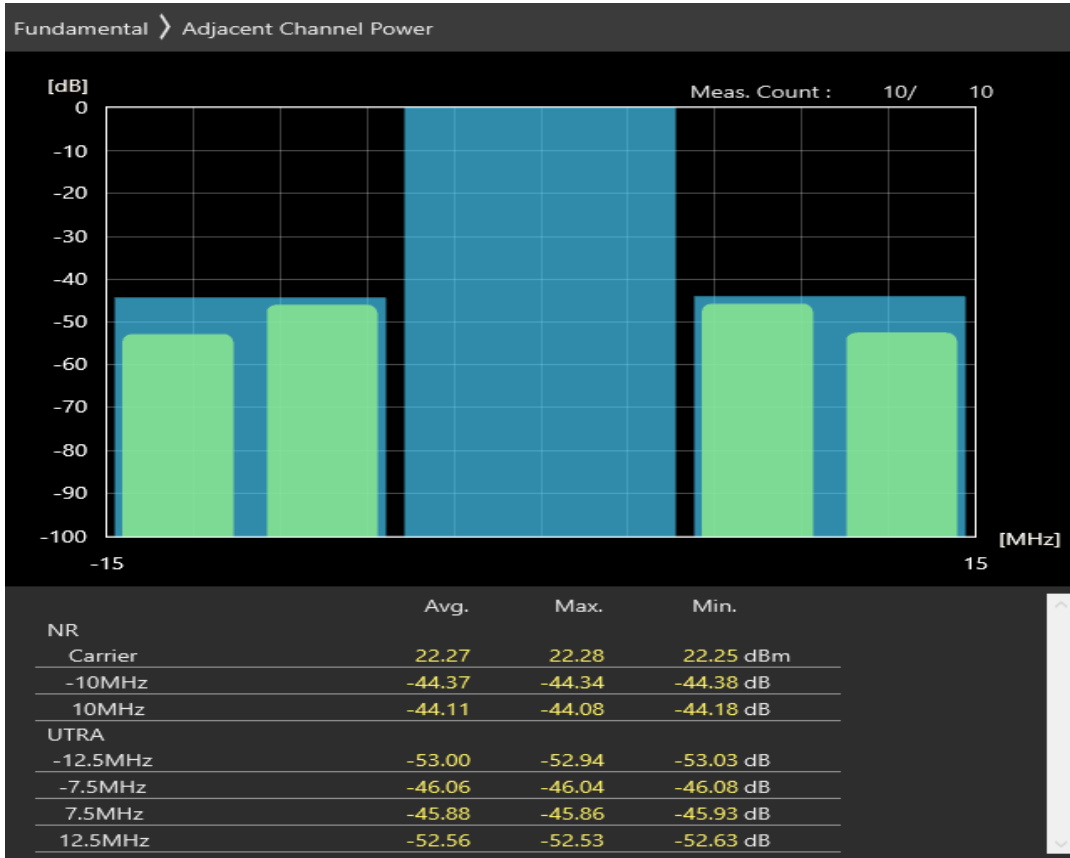 Fundamental ❭ Adjacent Channel Power
[dB]
Meas. Count : 10/ 10
0
-10
-20
-30
-40
-50
-60
-70
-80
-90
-100
[MHz]
-15 15
Avg. Max. Min.
NR
Carrier 22.27 22.28 22.25 dBm
-10MHz -44.37 -44.34 -44.38 dB
10MHz -44.11 -44.08 -44.18 dB
UTRA
-12.5MHz -53.00 -52.94 -53.03 dB
-7.5MHz -46.06 -46.04 -46.08 dB
7.5MHz -45.88 -45.86 -45.93 dB
12.5MHz -52.56 -52.53 -52.63 dB